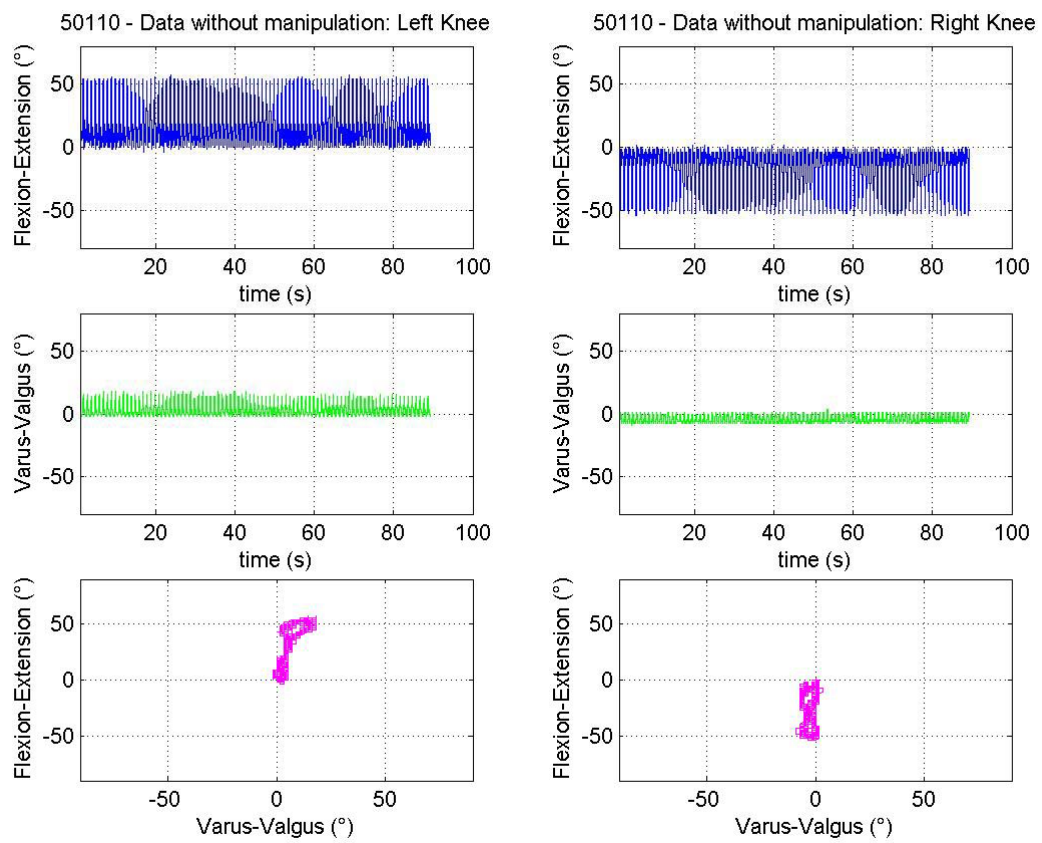 50110 - Data without manipulation: Left Knee
Flexion-Extension (°)
50
0
-50
20 40 60 80 100
time (s)
Varus-Valgus (°)
50
0
-50
20 40 60 80 100
time (s)
Flexion-Extension (°)
50
0
-50
-50 0 50
Varus-Valgus (°)
50110 - Data without manipulation: Right Knee
Flexion-Extension (°)
50
0
-50
20 40 60 80 100
time (s)
Varus-Valgus (°)
50
0
-50
20 40 60 80 100
time (s)
Flexion-Extension (°)
50
0
-50
-50 0 50
Varus-Valgus (°)